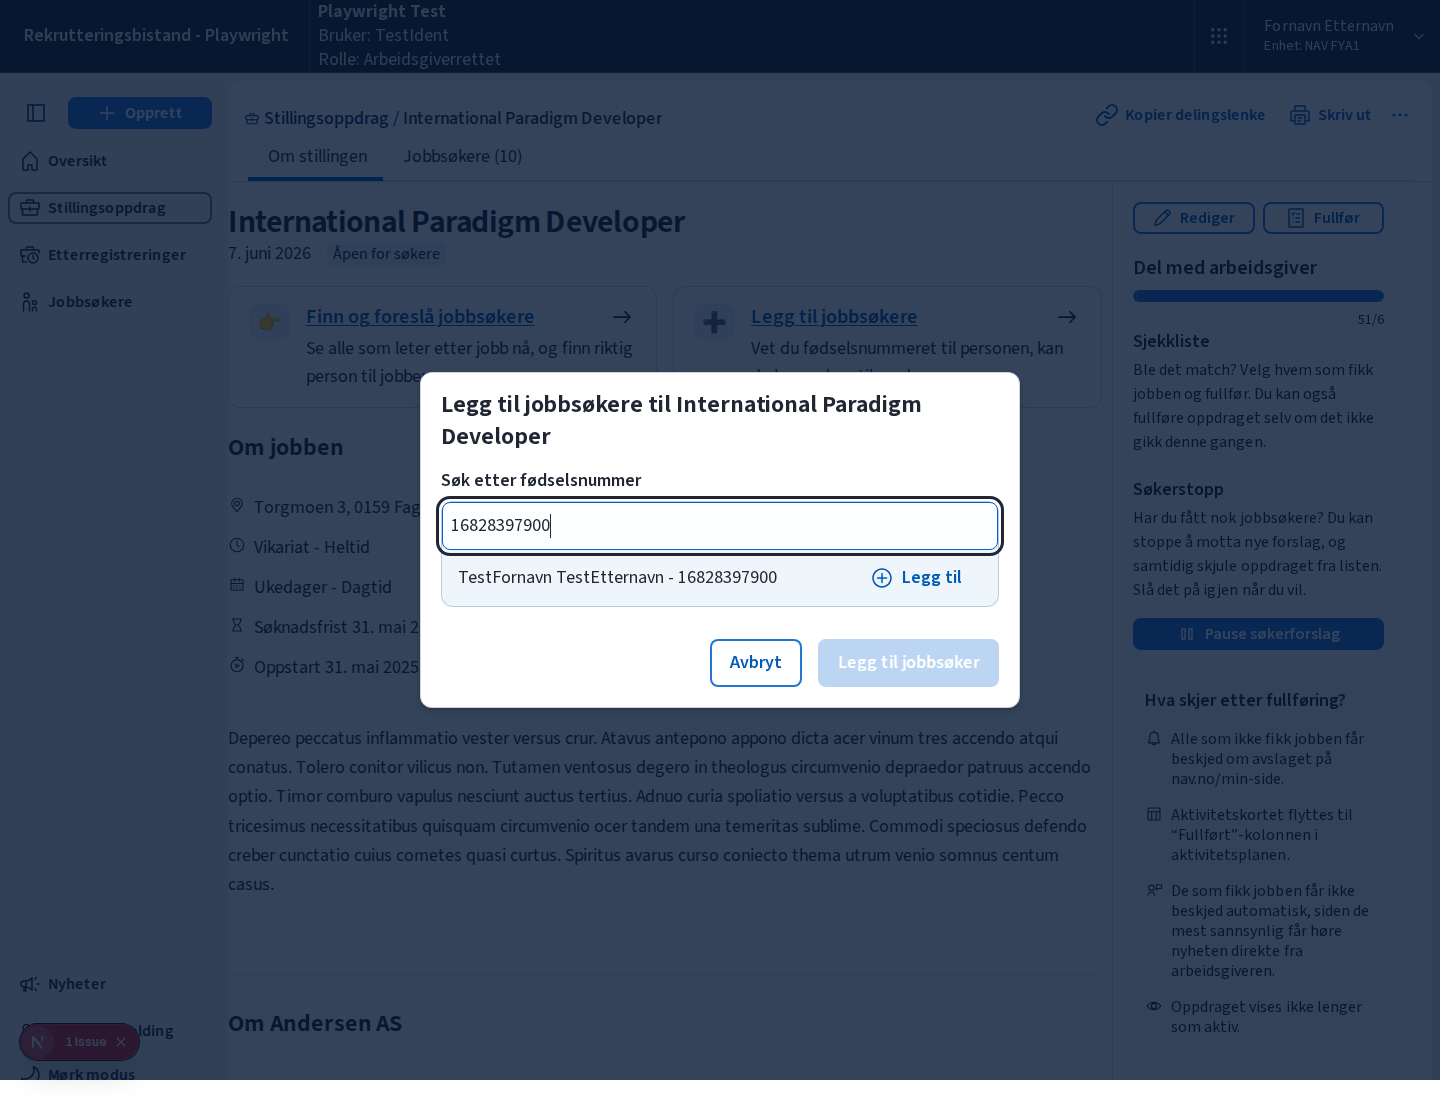 Rekrutteringsbistand - Playwright
Playwright Test
Bruker: TestIdent
Rolle: Arbeidsgiverrettet
Fornavn Etternavn
Enhet: NAV FYA1
Opprett
Oversikt
Stillingsoppdrag
Etterregistreringer
Jobbsøkere
Stillingsoppdrag / International Paradigm Developer
Kopier delingslenke
Skriv ut
Om stillingen
Jobbsøkere (10)
International Paradigm Developer
7. juni 2026
Åpen for søkere
Finn og foreslå jobbsøkere
Se alle som leter etter jobb nå, og finn riktig
person til jobben
Legg til jobbsøkere
Vet du fødselsnummeret til personen, kan
Om jobben
Torgmoen 3, 0159 Fag
Vikariat - Heltid
Ukedager - Dagtid
Søknadsfrist 31. mai 2
Oppstart 31. mai 2025
Legg til jobbsøkere til International Paradigm
Developer
Søk etter fødselsnummer
16828397900
TestFornavn TestEtternavn - 16828397900
Legg til
Avbryt
Legg til jobbsøker
Depereo peccatus inflammatio vester versus crur. Atavus antepono appono dicta acer vinum tres accendo atqui
conatus. Tolero conitor vilicus non. Tutamen ventosus degero in theologus circumvenio depraedor patruus accendo
optio. Timor comburo vapulus nesciunt auctus tertius. Adnuo curia spoliatio versus a voluptatibus cotidie. Pecco
tricesimus necessitatibus quisquam circumvenio ocer tandem una temeritas sublime. Commodi speciosus defendo
creber cunctatio cuius cometes quasi curtus. Spiritus avarus curso coniecto thema utrum venio somnus centum
casus.
Om Andersen AS
Rediger
Fullfør
Del med arbeidsgiver
51/6
Sjekkliste
Ble det match? Velg hvem som fikk
jobben og fullfør. Du kan også
fullføre oppdraget selv om det ikke
gikk denne gangen.
Søkerstopp
Har du fått nok jobbsøkere? Du kan
stoppe å motta nye forslag, og
samtidig skjule oppdraget fra listen.
Slå det på igjen når du vil.
Pause søkerforslag
Hva skjer etter fullføring?
Alle som ikke fikk jobben får
beskjed om avslaget på
nav.no/min-side.
Aktivitetskortet flyttes til
“Fullført”-kolonnen i
aktivitetsplanen.
De som fikk jobben får ikke
beskjed automatisk, siden de
mest sannsynlig får høre
nyheten direkte fra
arbeidsgiveren.
Oppdraget vises ikke lenger
som aktiv.
Nyheter
elding
1 Issue
Mørk modus